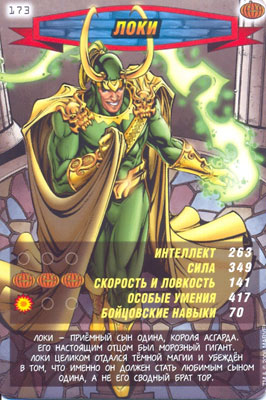 173
ЛОКИ
ИНТЕЛЛЕКТ 263
СИЛА 349
СКОРОСТЬ И ЛОВКОСТЬ 141
ОСОБЫЕ УМЕНИЯ 417
БОЙЦОВСКИЕ НАВЫКИ 70
ЛОКИ – ПРИЁМНЫЙ СЫН ОДИНА, КОРОЛЯ АСГАРДА.
ЕГО НАСТОЯЩИМ ОТЦОМ БЫЛ МОРОЗНЫЙ ГИГАНТ.
ЛОКИ ЦЕЛИКОМ ОТДАЛСЯ ТЁМНОЙ МАГИИ И УБЕЖДЁН
В ТОМ, ЧТО ИМЕННО ОН ДОЛЖЕН СТАТЬ ЛЮБИМЫМ СЫНОМ
ОДИНА, А НЕ ЕГО СВОДНЫЙ БРАТ ТОР.